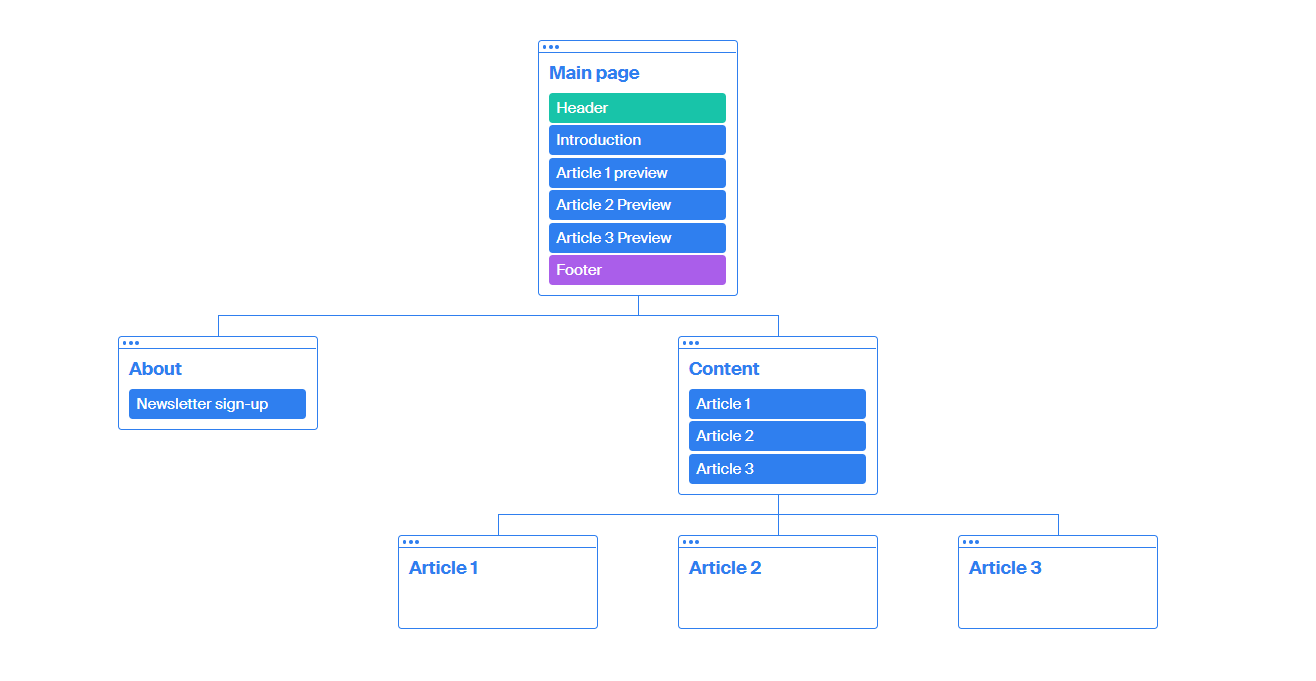 Main page
Header
Introduction
Article 1 preview
Article 2 Preview
Article 3 Preview
Footer
About
Newsletter sign-up
Content
Article 1
Article 2
Article 3
Article 1
Article 2
Article 3